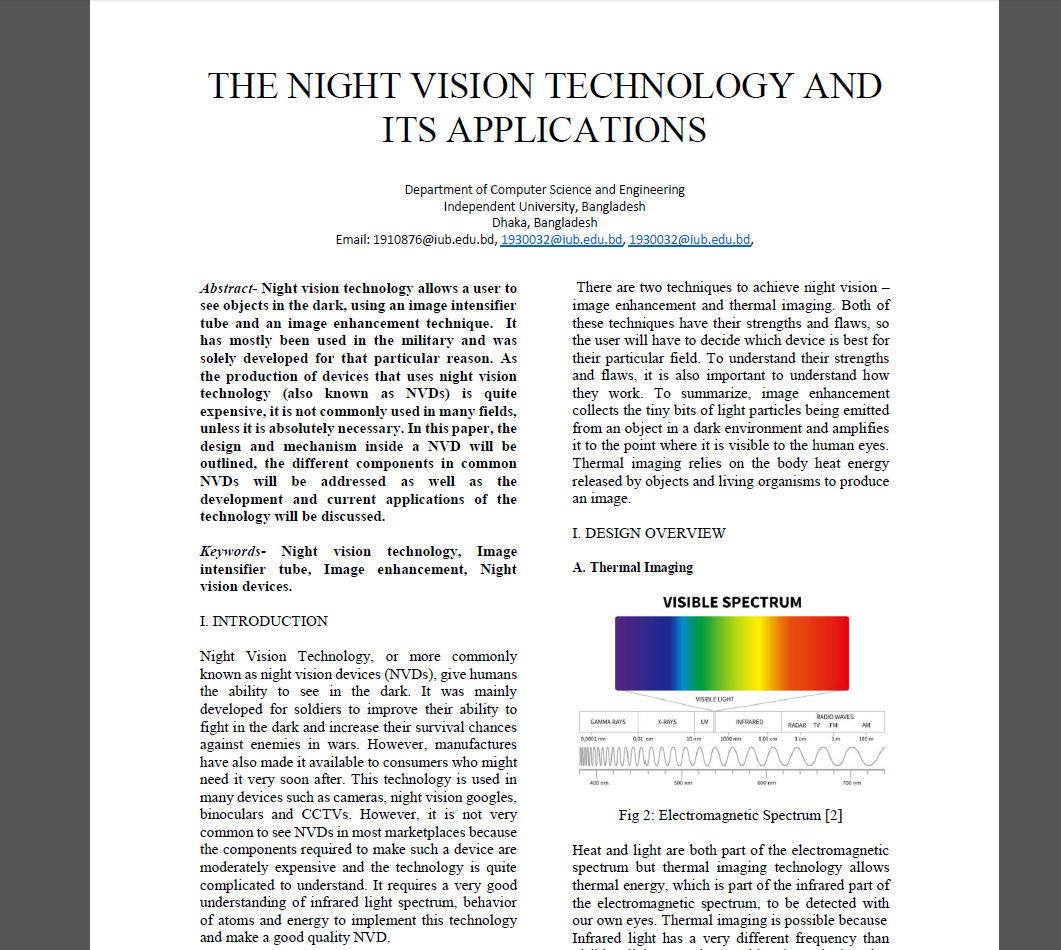 THE NIGHT VISION TECHNOLOGY AND
ITS APPLICATIONS
Department of Computer Science and Engineering
Independent University, Bangladesh
Dhaka, Bangladesh
Email: 1910876@iub.edu.bd, 1930032@iub.edu.bd, 1930032@iub.edu.bd,
Abstract- Night vision technology allows a user to
see objects in the dark, using an image intensifier
tube and an image enhancement technique. It
has mostly been used in the military and was
solely developed for that particular reason. As
the production of devices that uses night vision
technology (also known as NVDs) is quite
expensive, it is not commonly used in many fields,
unless it is absolutely necessary. In this paper, the
design and mechanism inside a NVD will be
outlined, the different components in common
NVDs will be addressed as well as the
development and current applications of the
technology will be discussed.
Keywords- Night vision technology, Image
intensifier tube, Image enhancement, Night
vision devices.
I. INTRODUCTION
Night Vision Technology, or more commonly
known as night vision devices (NVDs), give humans
the ability to see in the dark. It was mainly
developed for soldiers to improve their ability to
fight in the dark and increase their survival chances
against enemies in wars. However, manufactures
have also made it available to consumers who might
need it very soon after. This technology is used in
many devices such as cameras, night vision googles,
binoculars and CCTVs. However, it is not very
common to see NVDs in most marketplaces because
the components required to make such a device are
moderately expensive and the technology is quite
complicated to understand. It requires a very good
understanding of infrared light spectrum, behavior
of atoms and energy to implement this technology
and make a good quality NVD.
There are two techniques to achieve night vision –
image enhancement and thermal imaging. Both of
these techniques have their strengths and flaws, so
the user will have to decide which device is best for
their particular field. To understand their strengths
and flaws, it is also important to understand how
they work. To summarize, image enhancement
collects the tiny bits of light particles being emitted
from an object in a dark environment and amplifies
it to the point where it is visible to the human eyes.
Thermal imaging relies on the body heat energy
released by objects and living organisms to produce
an image.
I. DESIGN OVERVIEW
A. Thermal Imaging
VISIBLE SPECTRUM
VISIBLE LIGHT
GAMMA RAYS X-RAYS UV INFRARED RADIO WAVES
RADAR TV FM AM
0,0001 nm 0,01 nm 10 nm 1000 nm 0,01 cm 1 cm 1 m 100 m
400 nm 500 nm 600 nm 700 nm
Fig 2: Electromagnetic Spectrum [2]
Heat and light are both part of the electromagnetic
spectrum but thermal imaging technology allows
thermal energy, which is part of the infrared part of
the electromagnetic spectrum, to be detected with
our own eyes. Thermal imaging is possible because
Infrared light has a very different frequency than